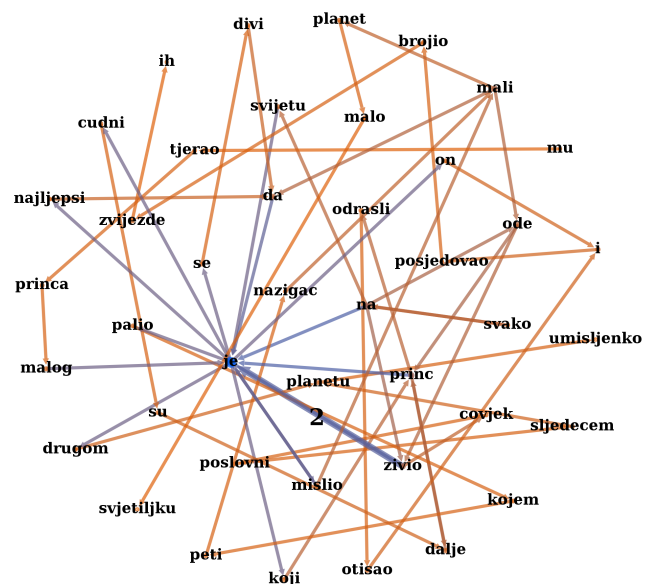 divi
planet
brojio
ih
mali
svijetu
malo
cudni
tjerao
mu
on
najljepsi
da
zvijezde
odrasli
ode
se
posjedovao
i
princa
nazigac
na
palio
svako
umisljenko
malog
je
planetu
princ
su
2
covjek
sljedecem
drugom
poslovni
zivio
mislio
kojem
svjetiljku
peti
dalje
otisao
koji